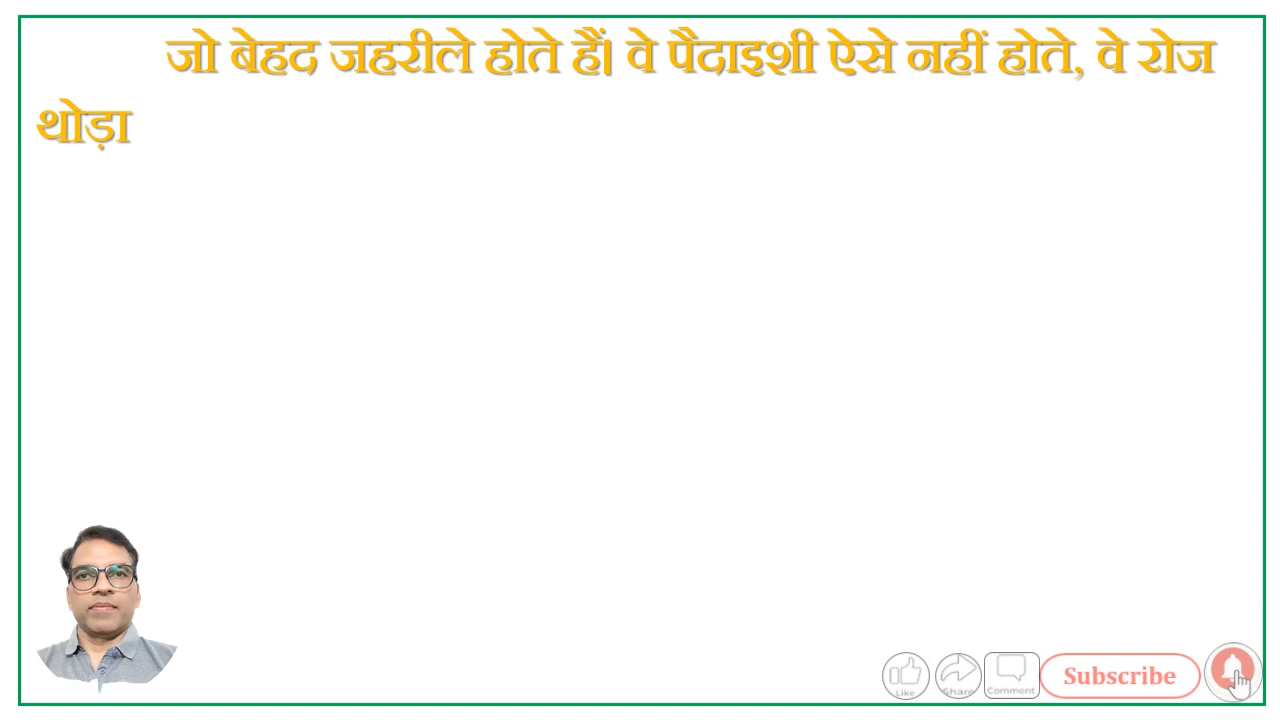 जो बेहद जहरीले होते हैं। वे पैदाइशी ऐसे नहीं होते, वे रोज
थोड़ा
Like Share Comment Subscribe